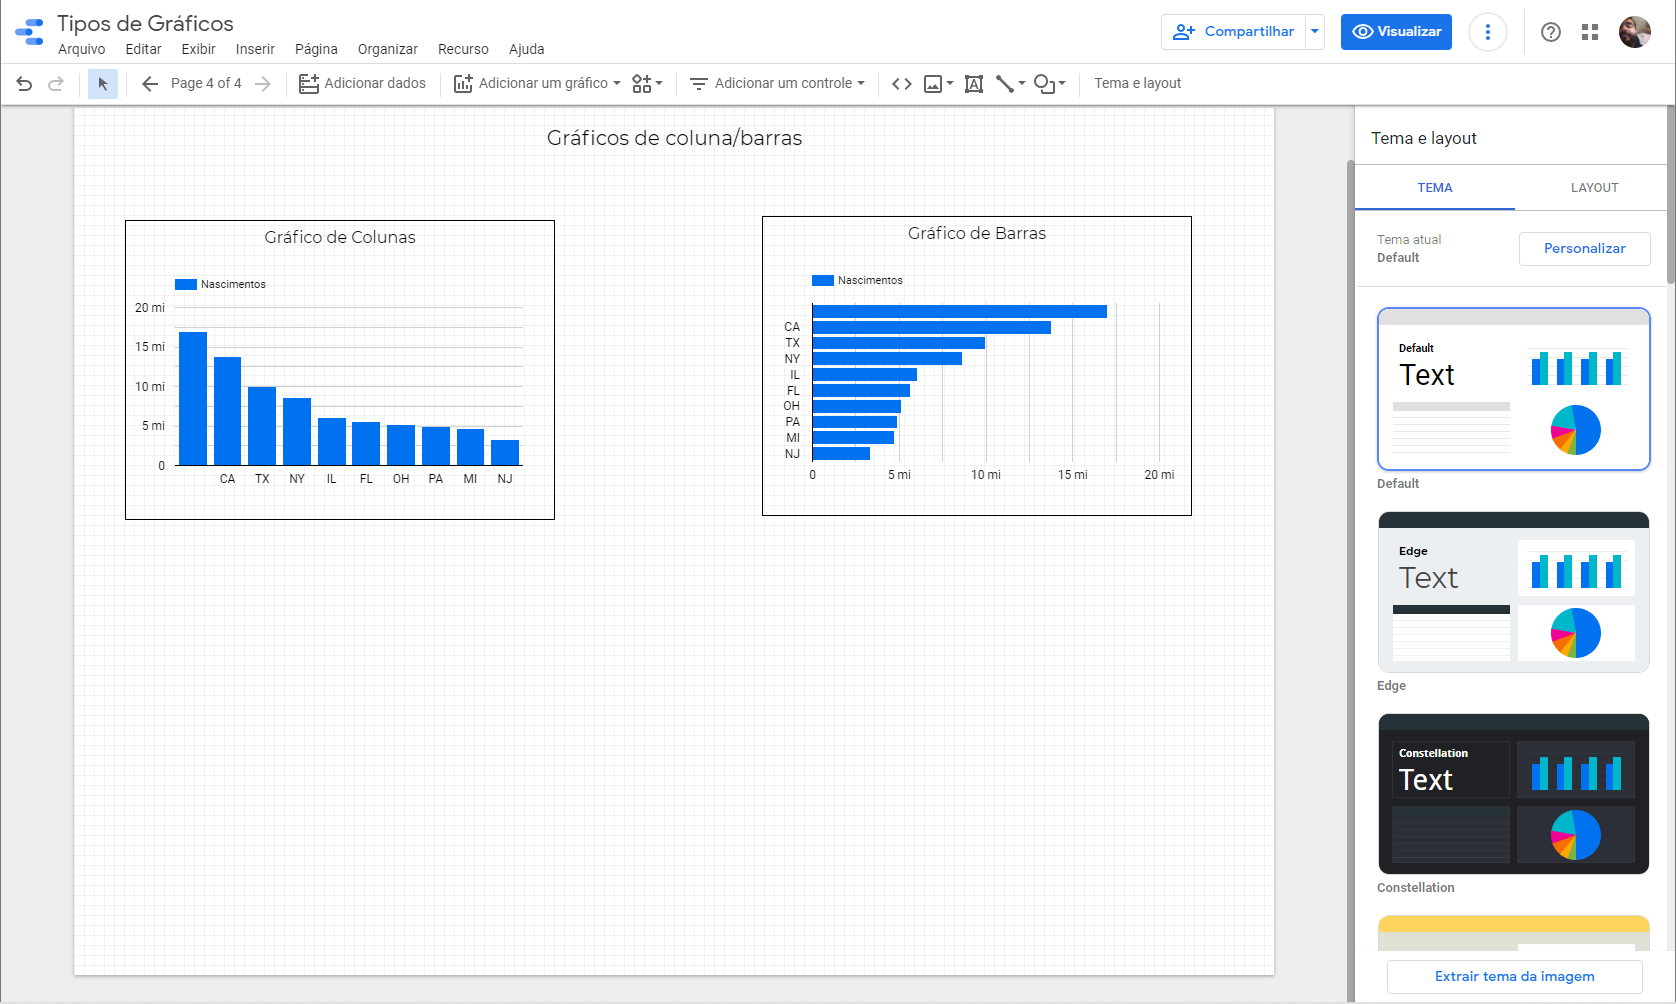 Tipos de Gráficos
Arquivo Editar Exibir Inserir Página Organizar Recurso Ajuda
Compartilhar
Visualizar
Page 4 of 4
Adicionar dados
Adicionar um gráfico
Adicionar um controle
Tema e layout
Gráficos de coluna/barras
Gráfico de Colunas
Nascimentos
20 mi
15 mi
10 mi
5 mi
0
CA TX NY IL FL OH PA MI NJ
Gráfico de Barras
Nascimentos
CA
TX
NY
IL
FL
OH
PA
MI
NJ
0 5 mi 10 mi 15 mi 20 mi
Tema e layout
TEMA LAYOUT
Tema atual
Default
Personalizar
Default
Text
Default
Edge
Text
Edge
Constellation
Text
Constellation
Extrair tema da imagem